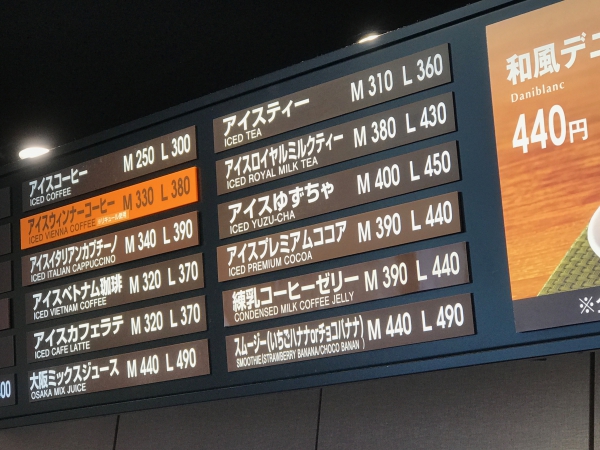 アイスコーヒー M 250 L 300
ICED COFFEE
アイスウィンナーコーヒー M 330 L 380
ICED VIENNA COFFEE
アイスイタリアンカプチーノ M 340 L 390
ICED ITALIAN CAPPUCCINO
アイスベトナム珈琲 M 320 L 370
ICED VIETNAM COFFEE
アイスカフェラテ M 320 L 370
ICED CAFE LATTE
大阪ミックスジュース M 440 L 490
OSAKA MIX JUICE
アイスティー M 310 L 360
ICED TEA
アイスロイヤルミルクティー M 380 L 430
ICED ROYAL MILK TEA
アイスゆずちゃ M 400 L 450
ICED YUZU-CHA
アイスプレミアムココア M 390 L 440
ICED PREMIUM COCOA
練乳コーヒーゼリー M 390 L 440
CONDENSED MILK COFFEE JELLY
スムージー(いちごバナナorチョコバナナ) M 440 L 490
SMOOTHIE(STRAWBERRY BANANA/CHOCO BANAN)
和風デニ
Daniblanc
440円
※